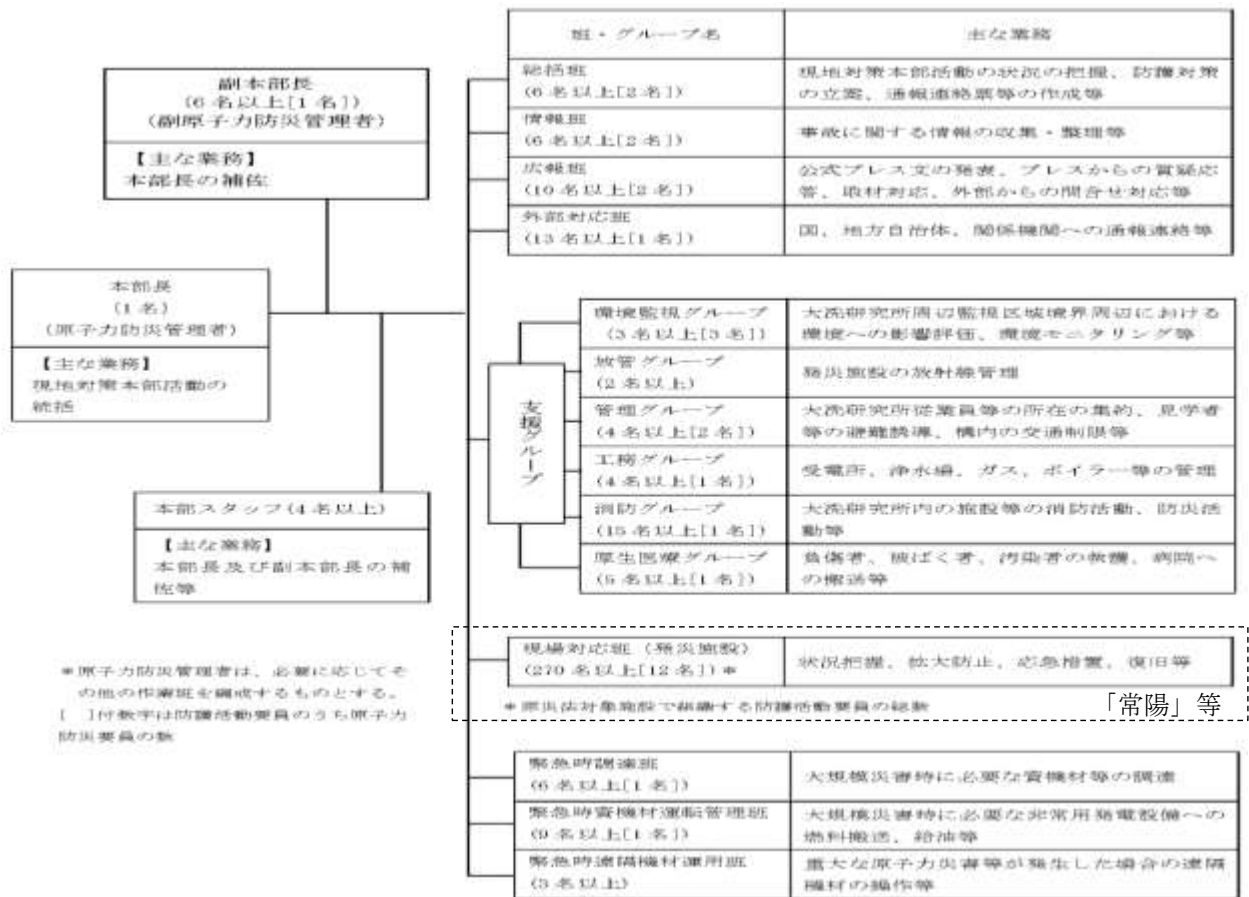 班・グループ名
主な業務
総括班
(6名以上[2名])
現地対策本部活動の状況の把握、防護対策
の立案、通報連絡票等の作成等
情報班
(6名以上[2名])
事故に関する情報の収集・整理等
広報班
(10名以上[2名])
公式プレス文の発表、プレスからの質疑応
答、取材対応、外部からの問合せ対応等
外部対応班
(13名以上[1名])
国、地方自治体、関係機関への通報連絡等
副本部長
(6名以上[1名])
(副原子力防災管理者)
【主な業務】
本部長の補佐
本部長
(1名)
(原子力防災管理者)
【主な業務】
現地対策本部活動の
統括
本部スタッフ(4名以上)
【主な業務】
本部長及び副本部長の補
佐等
支援グループ
環境監視グループ
(3名以上[3名])
大洗研究所周辺監視区域境界周辺における
環境への影響評価、環境モニタリング等
放管グループ
(2名以上)
発災施設の放射線管理
管理グループ
(4名以上[2名])
大洗研究所従業員等の所在の集約、見学者
等の避難誘導、構内の交通制限等
工務グループ
(4名以上[1名])
受電所、浄水場、ガス、ボイラー等の管理
消防グループ
(15名以上[1名])
大洗研究所内の施設等の消防活動、防災活
動等
厚生医療グループ
(5名以上[1名])
負傷者、被ばく者、汚染者の救護、病院へ
の搬送等
現場対応班(発災施設)
(270名以上[12名])*
状況把握、拡大防止、応急措置、復旧等
*原災法対象施設で組織する防護活動要員の総数
「常陽」等
緊急時調達班
(6名以上[1名])
大規模災害時に必要な資機材等の調達
緊急時資機材運転管理班
(9名以上[1名])
大規模災害時に必要な非常用発電設備への
燃料搬送、給油等
緊急時遠隔機材運用班
(3名以上)
重大な原子力災害等が発生した場合の遠隔
機材の操作等
*原子力防災管理者は、必要に応じてそ
の他の作業班を編成するものとする。
[ ]付数字は防護活動要員のうち原子力
防災要員の数